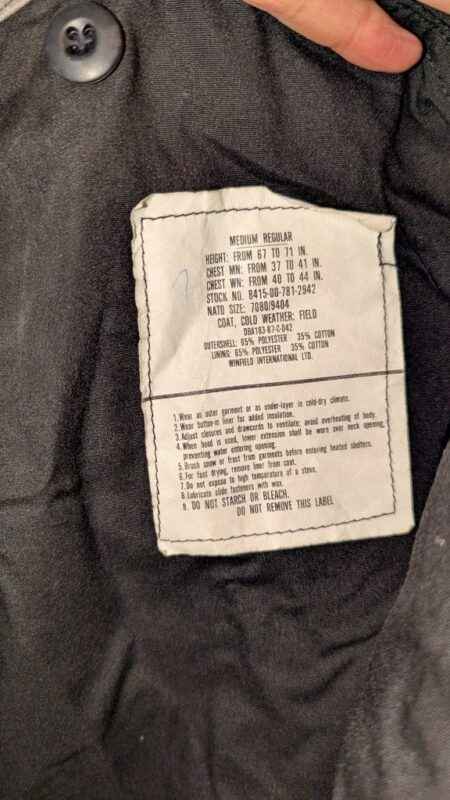 MEDIUM REGULAR
HEIGHT: FROM 67 TO 71 IN.
CHEST MN: FROM 37 TO 41 IN.
CHEST WN: FROM 40 TO 44 IN.
STOCK NO. 8415-00-781-2942
NATO SIZE: 7080/9404
COAT, COLD WEATHER: FIELD
DBA103-87-C-D42
OUTERSHELL: 65% POLYESTER 35% COTTON
LINING: 65% POLYESTER 35% COTTON
WINFIELD INTERNATIONAL LTD.
1. Wear as outer garment or as under-layer in cold-dry climate.
2. Wear button-in liner for added insulation.
3. Adjust closures and drawcords to ventilate; avoid overheating of body.
4. When hood is used, lower extension shall be worn over neck opening,
preventing water entering opening.
5. Brush snow or frost from garments before entering heated shelters.
6. For fast drying, remove liner from coat.
7. Do not expose to high temperature of a stove.
8. Lubricate slide fasteners with wax.
9. DO NOT STARCH OR BLEACH.
DO NOT REMOVE THIS LABEL